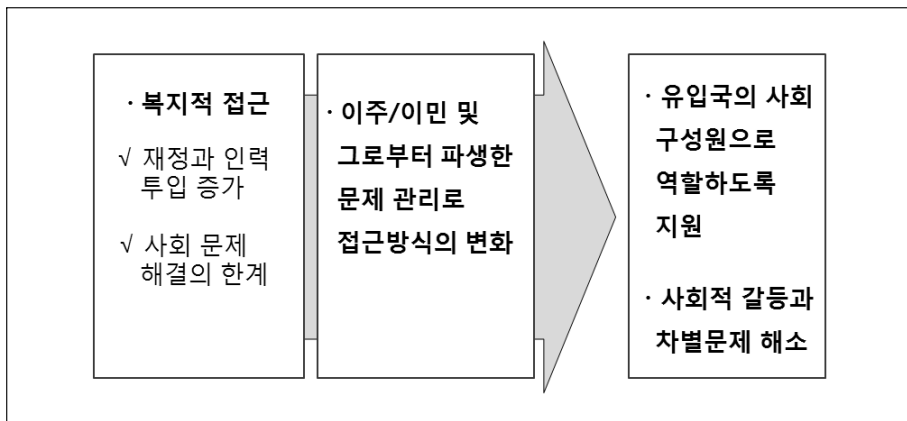 · 복지적 접근
√ 재정과 인력
투입 증가
√ 사회 문제
해결의 한계
· 이주/이민 및
그로부터 파생한
문제 관리로
접근방식의 변화
· 유입국의 사회
구성원으로
역할하도록
지원
· 사회적 갈등과
차별문제 해소